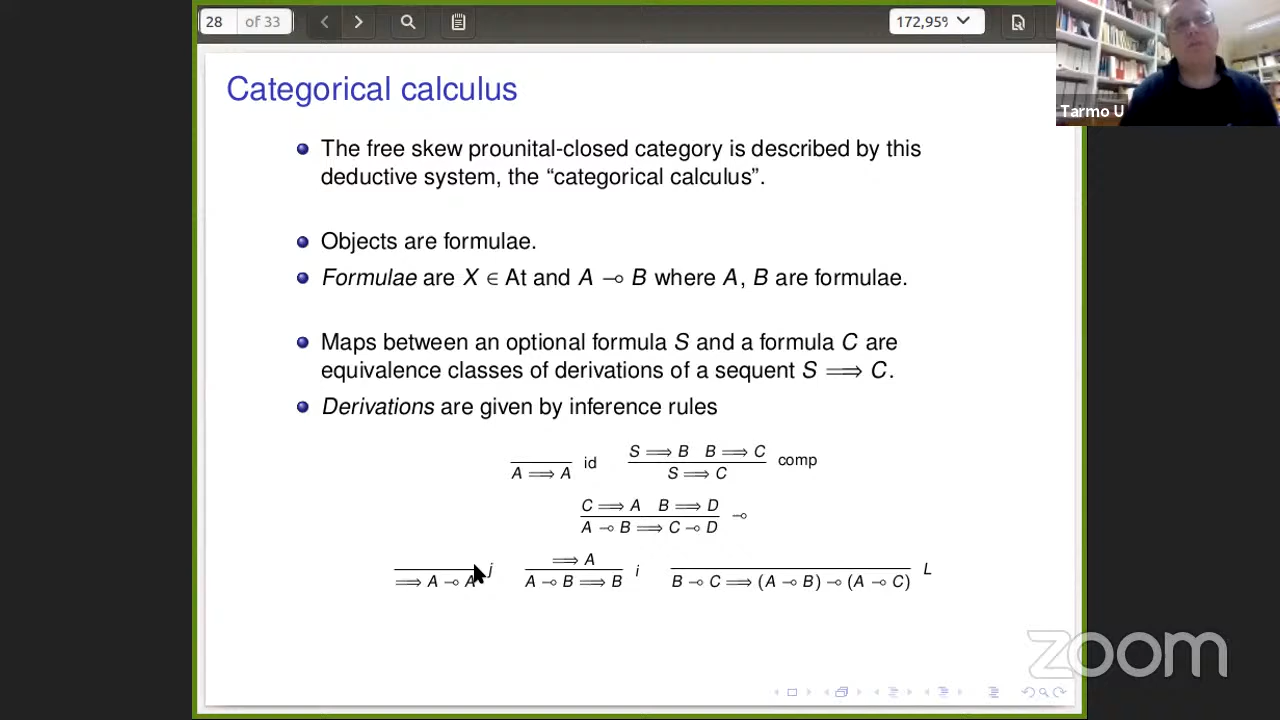 28 of 33
172,95%
Tarmo U
Categorical calculus
The free skew prounital-closed category is described by this
deductive system, the “categorical calculus”.
Objects are formulae.
Formulae are X ∈ At and A ⊸ B where A, B are formulae.
Maps between an optional formula S and a formula C are
equivalence classes of derivations of a sequent S ⟹ C.
Derivations are given by inference rules
S ⟹ B B ⟹ C
A ⟹ A id S ⟹ C comp
C ⟹ A B ⟹ D
A ⊸ B ⟹ C ⊸ D ⊸
⟹ A
⟹ A ⊸ A j A ⊸ B ⟹ B i B ⊸ C ⟹ (A ⊸ B) ⊸ (A ⊸ C) L
zoom